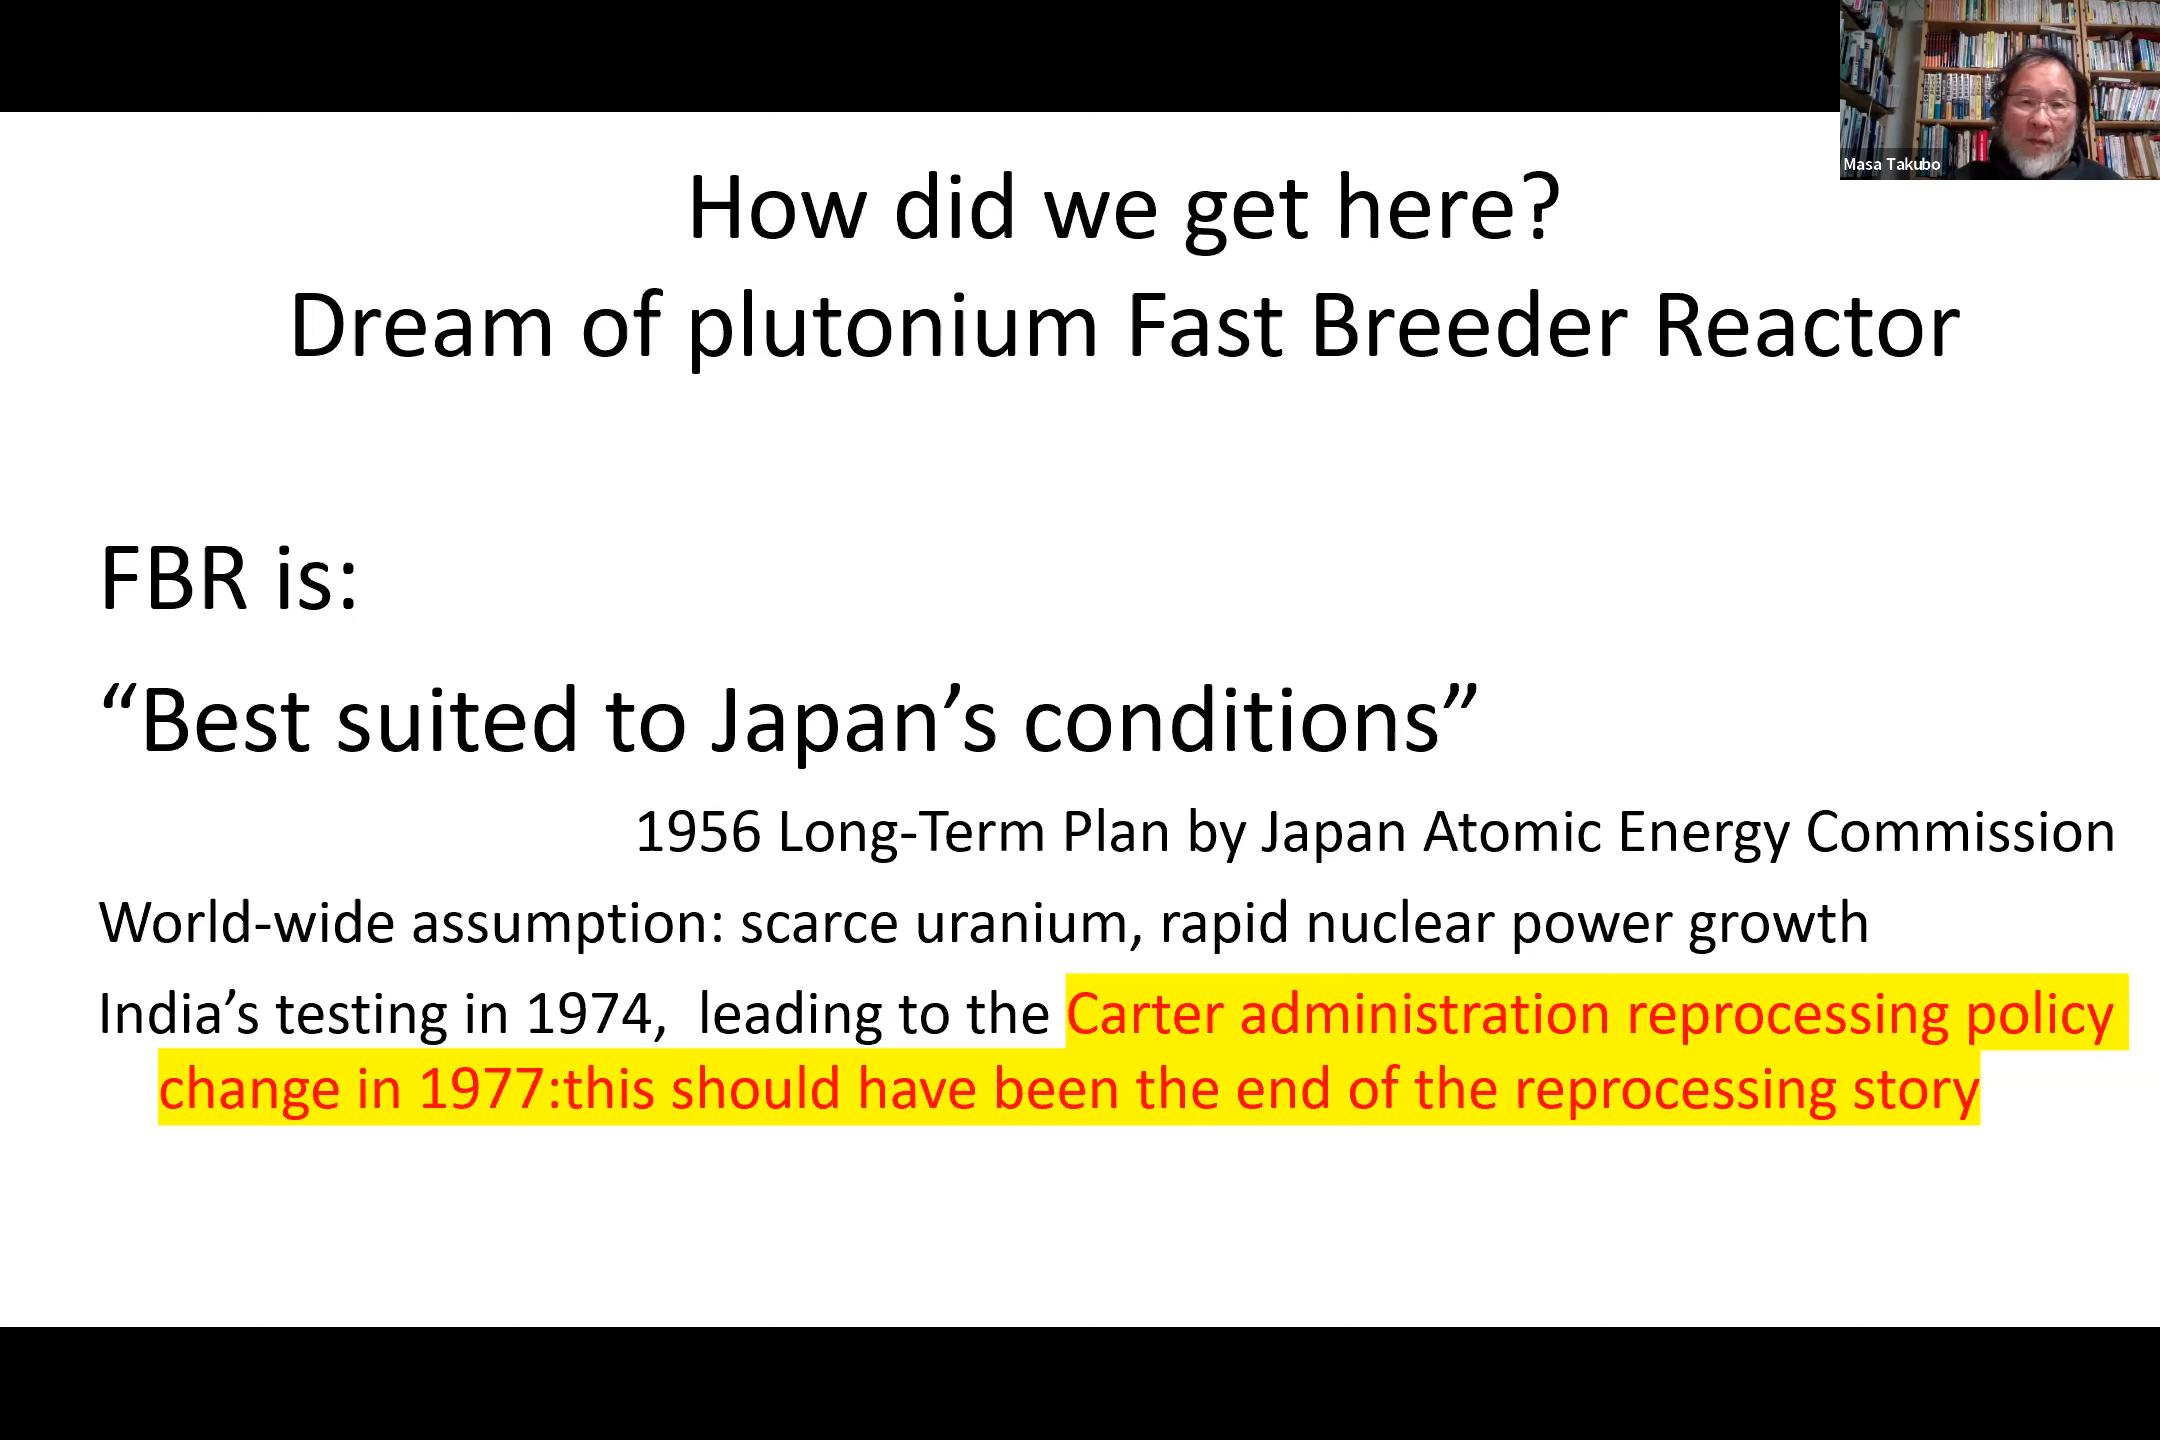 Masa Takubo
How did we get here?
Dream of plutonium Fast Breeder Reactor
FBR is:
“Best suited to Japan’s conditions”
1956 Long-Term Plan by Japan Atomic Energy Commission
World-wide assumption: scarce uranium, rapid nuclear power growth
India’s testing in 1974,  leading to the Carter administration reprocessing policy
change in 1977:this should have been the end of the reprocessing story